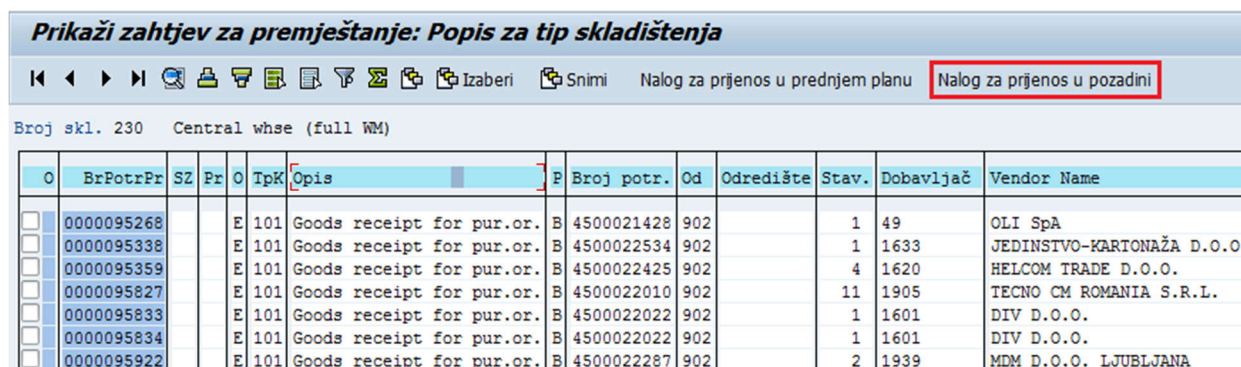 Prikaži zahtjev za premještanje: Popis za tip skladištenja
Izaberi Snimi Nalog za prijenos u prednjem planu Nalog za prijenos u pozadini
Broj skl. 230 Central whse (full WM)
O BrPotrPr SZ Pr O TpK Opis P Broj potr. Od Odredište Stav. Dobavljač Vendor Name
0000095268 E 101 Goods receipt for pur.or. B 4500021428 902 1 49 OLI SpA
0000095338 E 101 Goods receipt for pur.or. B 4500022534 902 1 1633 JEDINSTVO-KARTONAŽA D.O.O
0000095359 E 101 Goods receipt for pur.or. B 4500022425 902 4 1620 HELCOM TRADE D.O.O.
0000095827 E 101 Goods receipt for pur.or. B 4500022010 902 11 1905 TECNO CM ROMANIA S.R.L.
0000095833 E 101 Goods receipt for pur.or. B 4500022022 902 1 1601 DIV D.O.O.
0000095834 E 101 Goods receipt for pur.or. B 4500022022 902 1 1601 DIV D.O.O.
0000095922 E 101 Goods receipt for pur.or. B 4500022287 902 2 1939 MDM D.O.O. LJUBLJANA